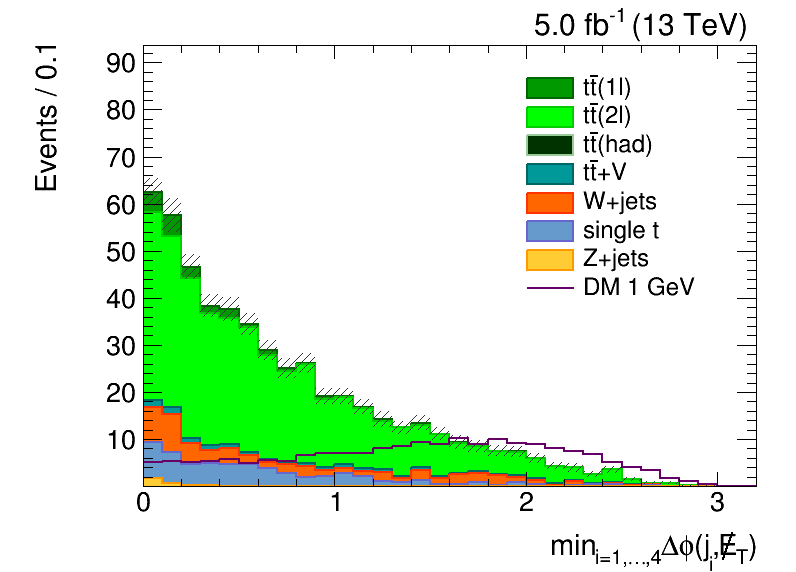 5.0 fb⁻¹ (13 TeV)
Events / 0.1
90
80
70
60
50
40
30
20
10
tt̄(1l)
tt̄(2l)
tt̄(had)
tt̄+V
W+jets
single t
Z+jets
DM 1 GeV
0 1 2 3
min_{i=1,...,4}Δϕ(j_i,E̸_T)